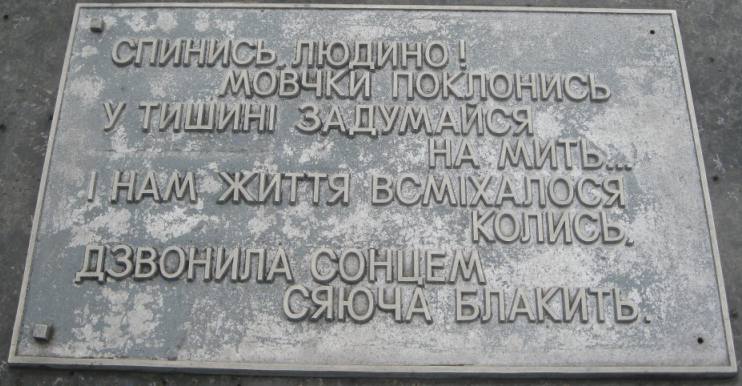 СПИНИСЬ, ЛЮДИНО!
МОВЧКИ ПОКЛОНИСЬ
У ТИШИНІ ЗАДУМАЙСЯ
НА МИТЬ...
І НАМ ЖИТТЯ ВСМІХАЛОСЯ
КОЛИСЬ.
ДЗВОНИЛА СОНЦЕМ
СЯЮЧА БЛАКИТЬ.